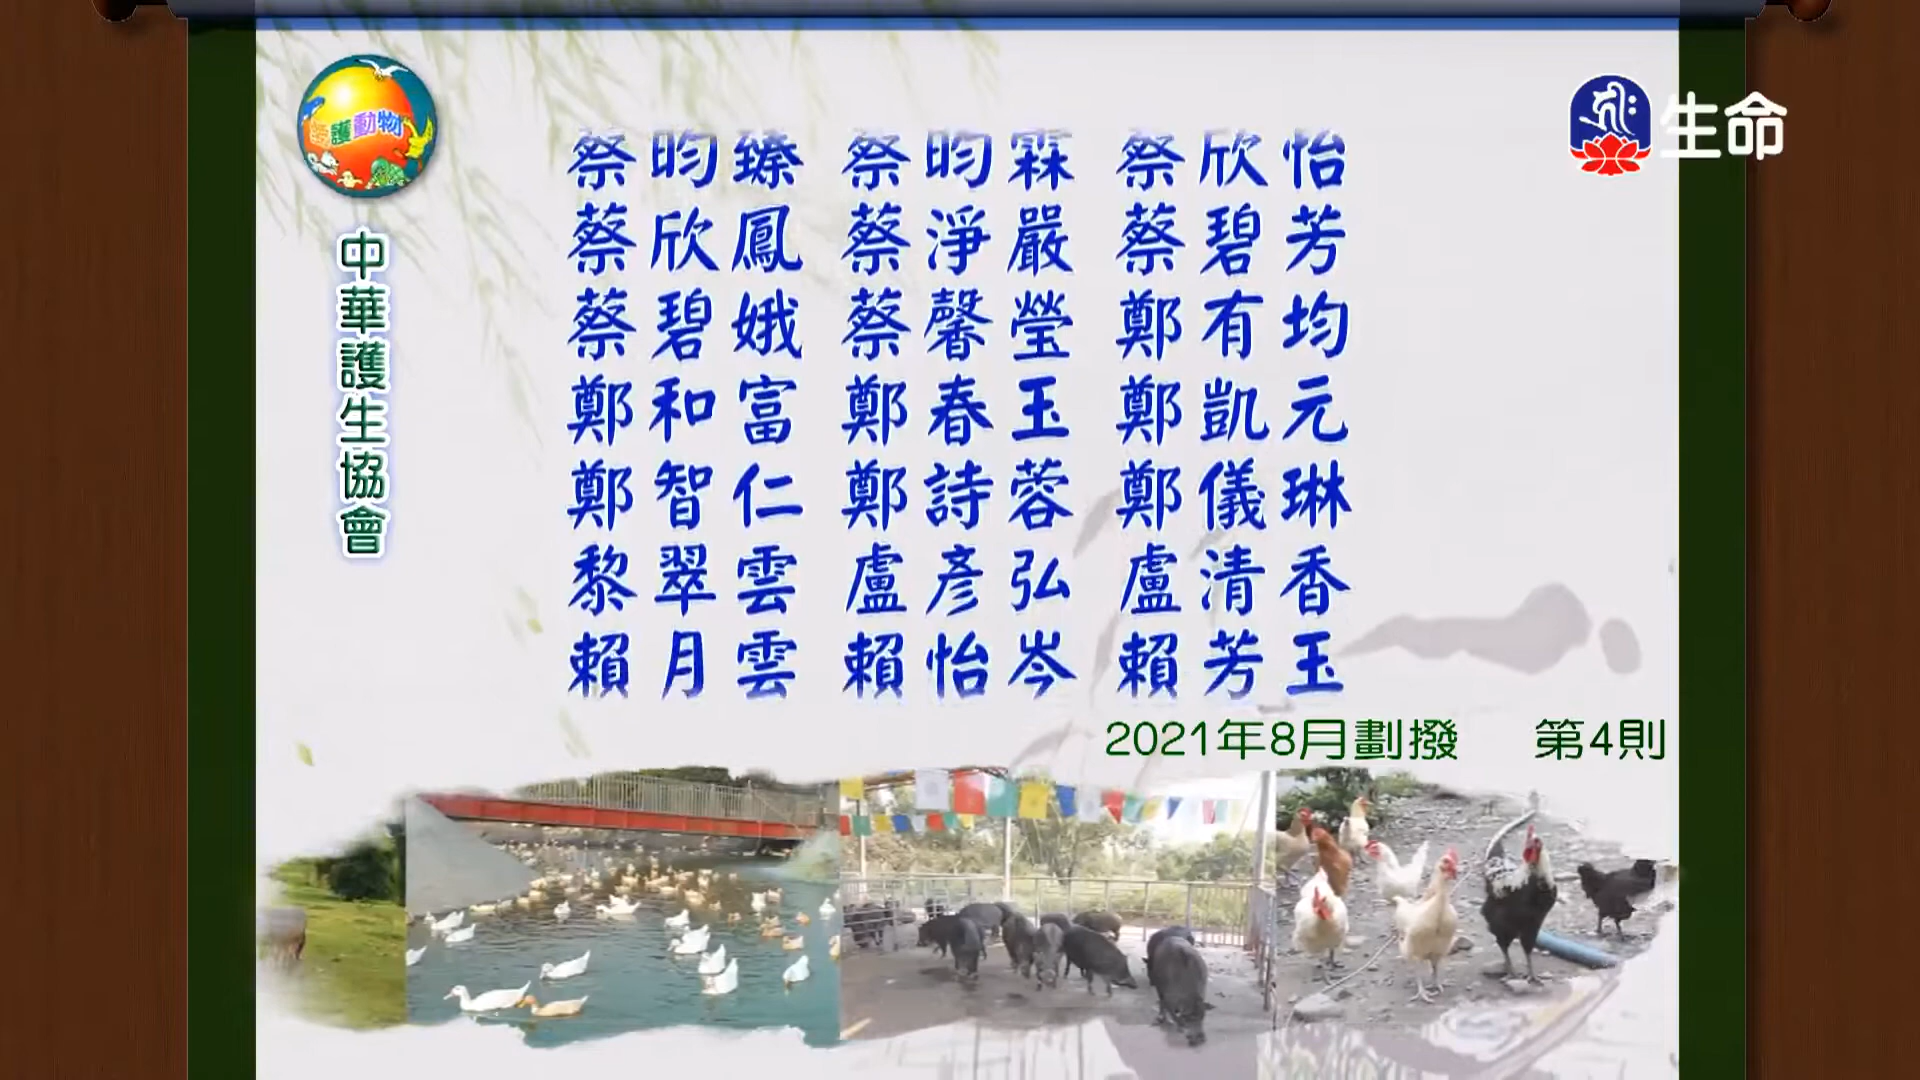 護動物
生命
中華護生協會
蔡昀臻 蔡昀霖 蔡欣怡
蔡欣鳳 蔡淨嚴 蔡碧芳
蔡碧娥 蔡馨瑩 鄭有均
鄭和富 鄭春玉 鄭凱元
鄭智仁 鄭詩蓉 鄭儀琳
黎翠雲 盧彥弘 盧清香
賴月雲 賴怡岑 賴芳玉
2021年8月劃撥 第4則